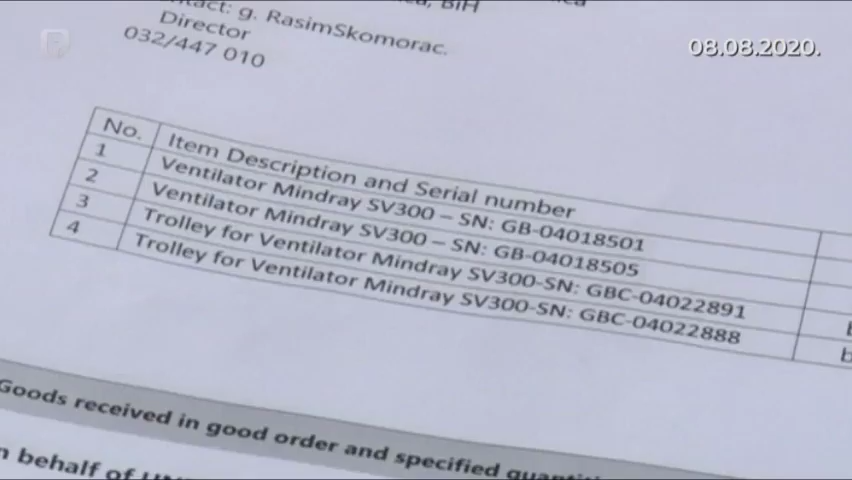 BIH
ntact: g. RasimSkomorac.
Director
032/447 010
08.08.2020.
No. Item Description and Serial number
1 Ventilator Mindray SV300 – SN: GB-04018501
2 Ventilator Mindray SV300 – SN: GB-04018505
3 Trolley for Ventilator Mindray SV300-SN: GBC-04022891
4 Trolley for Ventilator Mindray SV300-SN: GBC-04022888
Goods received in good order and specified
n behalf of